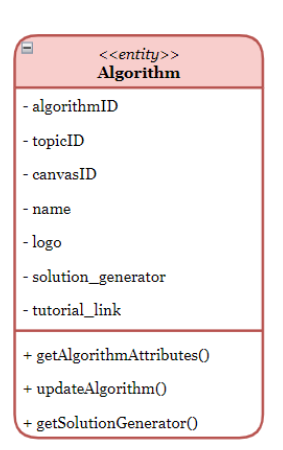 <<entity>>
Algorithm
- algorithmID
- topicID
- canvasID
- name
- logo
- solution_generator
- tutorial_link
+ getAlgorithmAttributes()
+ updateAlgorithm()
+ getSolutionGenerator()